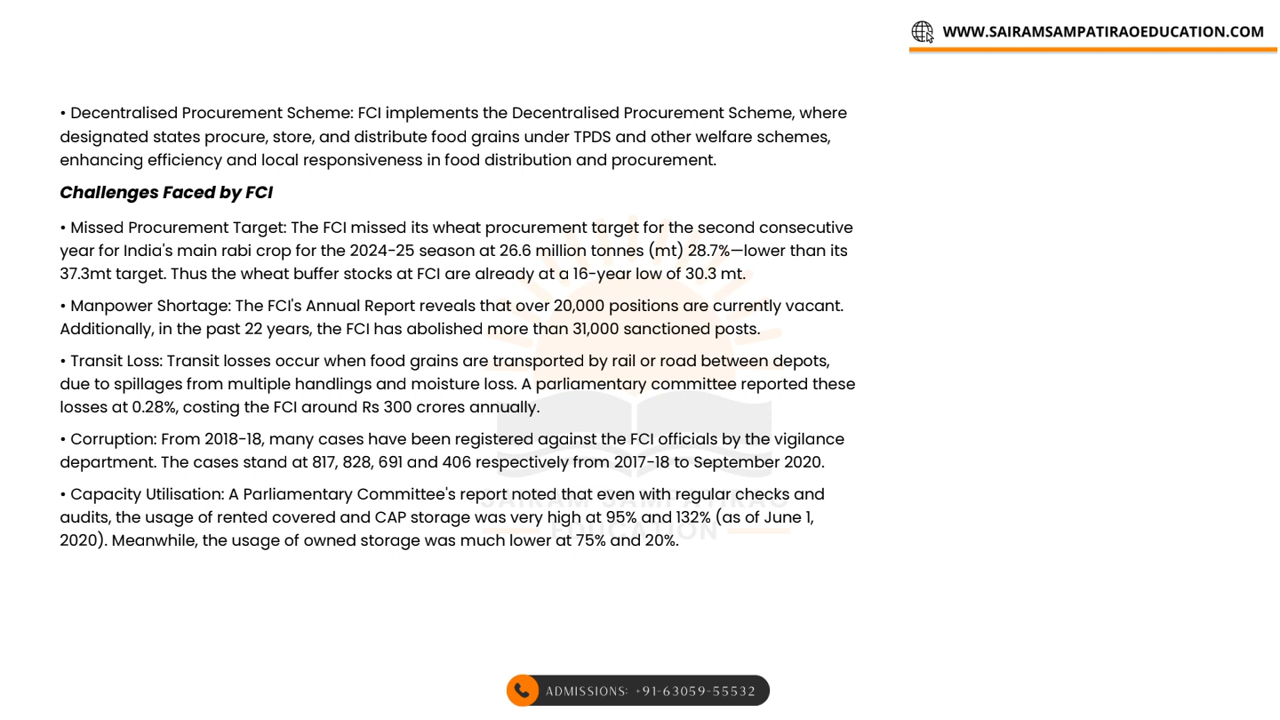 WWW.SAIRAMSAMPATIRAOEDUCATION.COM
• Decentralised Procurement Scheme: FCI implements the Decentralised Procurement Scheme, where
designated states procure, store, and distribute food grains under TPDS and other welfare schemes,
enhancing efficiency and local responsiveness in food distribution and procurement.
Challenges Faced by FCI
• Missed Procurement Target: The FCI missed its wheat procurement target for the second consecutive
year for India's main rabi crop for the 2024-25 season at 26.6 million tonnes (mt) 28.7%—lower than its
37.3mt target. Thus the wheat buffer stocks at FCI are already at a 16-year low of 30.3 mt.
• Manpower Shortage: The FCI's Annual Report reveals that over 20,000 positions are currently vacant.
Additionally, in the past 22 years, the FCI has abolished more than 31,000 sanctioned posts.
• Transit Loss: Transit losses occur when food grains are transported by rail or road between depots,
due to spillages from multiple handlings and moisture loss. A parliamentary committee reported these
losses at 0.28%, costing the FCI around Rs 300 crores annually.
• Corruption: From 2018-18, many cases have been registered against the FCI officials by the vigilance
department. The cases stand at 817, 828, 691 and 406 respectively from 2017-18 to September 2020.
• Capacity Utilisation: A Parliamentary Committee's report noted that even with regular checks and
audits, the usage of rented covered and CAP storage was very high at 95% and 132% (as of June 1,
2020). Meanwhile, the usage of owned storage was much lower at 75% and 20%.
SAIRAM SAMPATIRAO
EDUCATION
ADMISSIONS: +91-63059-55532